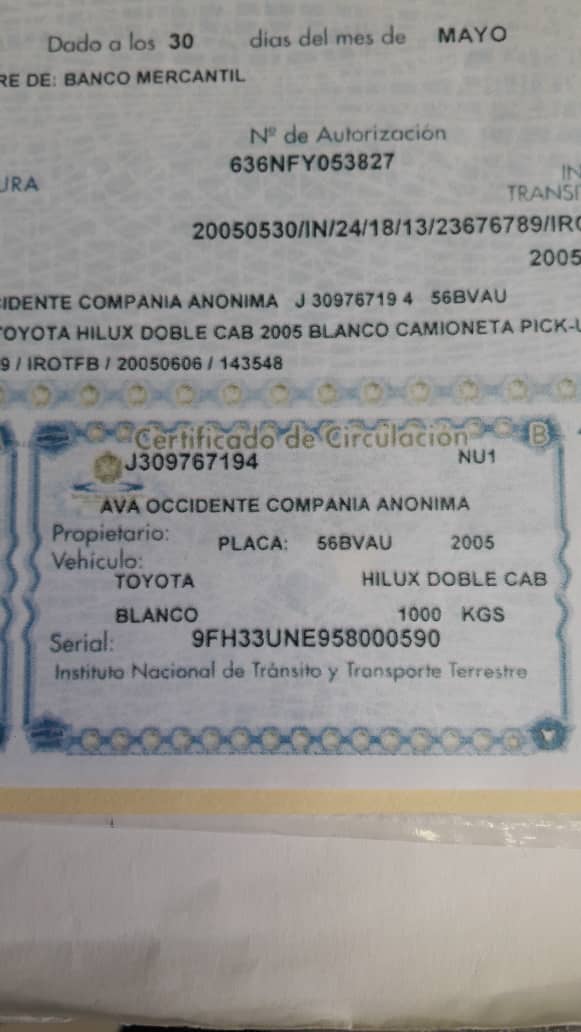 Dado a los 30 dias del mes de MAYO
RE DE: BANCO MERCANTIL
Nº de Autorización
636NFY053827
URA
IN
TRANSI
20050530/IN/24/18/13/23676789/IRO
2005
CIDENTE COMPANIA ANONIMA J 30976719 4 56BVAU
TOYOTA HILUX DOBLE CAB 2005 BLANCO CAMIONETA PICK-U
9 / IROTFB / 20050606 / 143548
Certificado de Circulación B
J309767194 NU1
AVA OCCIDENTE COMPANIA ANONIMA
Propietario:
PLACA: 56BVAU 2005
Vehículo:
TOYOTA HILUX DOBLE CAB
BLANCO 1000 KGS
Serial: 9FH33UNE958000590
Instituto Nacional de Tránsito y Transporte Terrestre